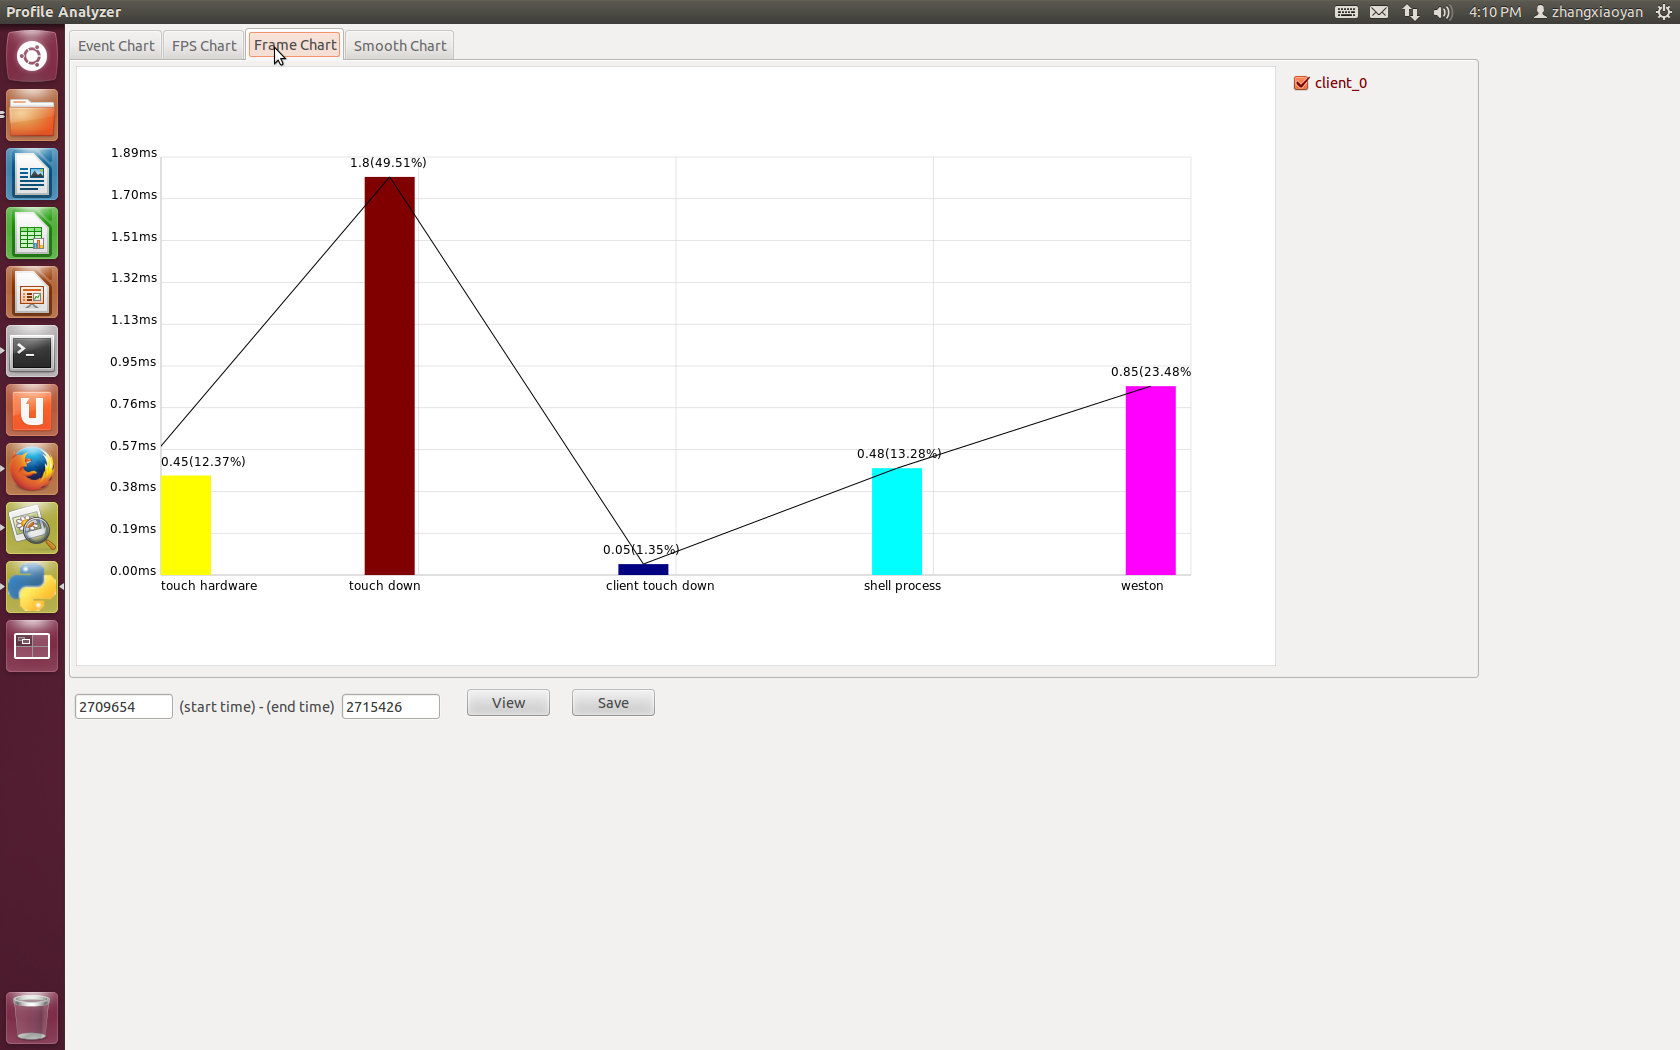 Profile Analyzer
4:10 PM zhangxiaoyan
Event Chart FPS Chart Frame Chart Smooth Chart
client_0
1.89ms
1.8(49.51%)
1.70ms
1.51ms
1.32ms
1.13ms
0.95ms
0.85(23.48%
0.76ms
0.57ms
0.48(13.28%)
0.45(12.37%)
0.38ms
0.19ms
0.05(1.35%)
0.00ms
touch hardware touch down client touch down shell process weston
2709654 (start time) - (end time) 2715426 View Save